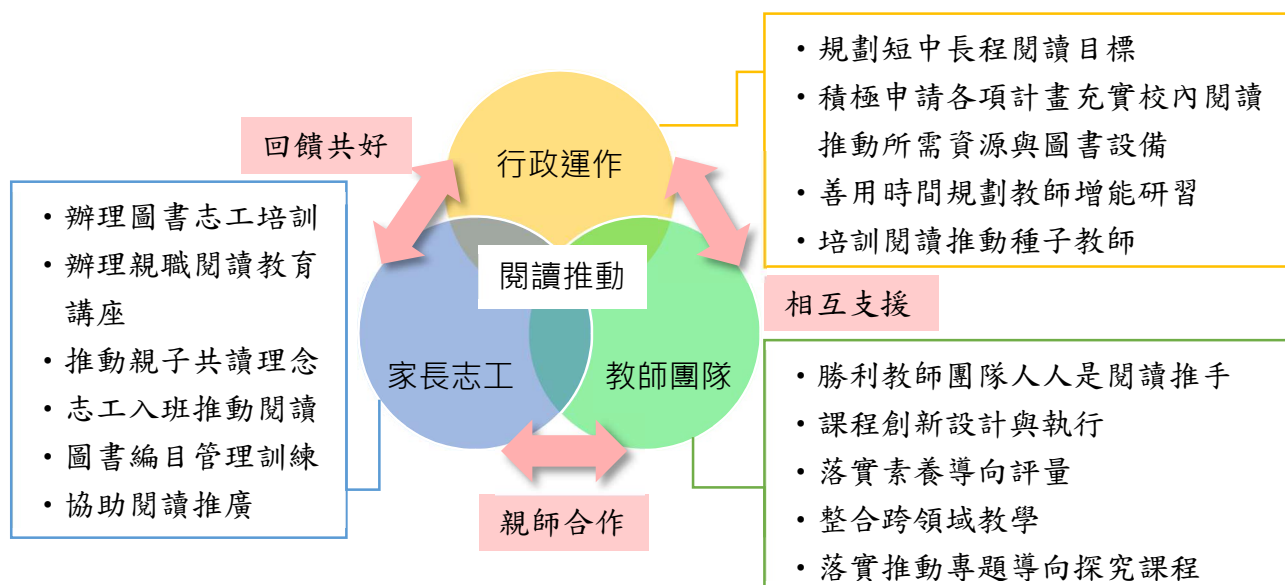 ・規劃短中長程閱讀目標
・積極申請各項計畫充實校內閱讀
推動所需資源與圖書設備
・善用時間規劃教師增能研習
・培訓閱讀推動種子教師
回饋共好
行政運作
・辦理圖書志工培訓
・辦理親職閱讀教育
講座
・推動親子共讀理念
・志工入班推動閱讀
・圖書編目管理訓練
・協助閱讀推廣
閱讀推動
相互支援
家長志工
教師團隊
・勝利教師團隊人人是閱讀推手
・課程創新設計與執行
・落實素養導向評量
・整合跨領域教學
・落實推動專題導向探究課程
親師合作